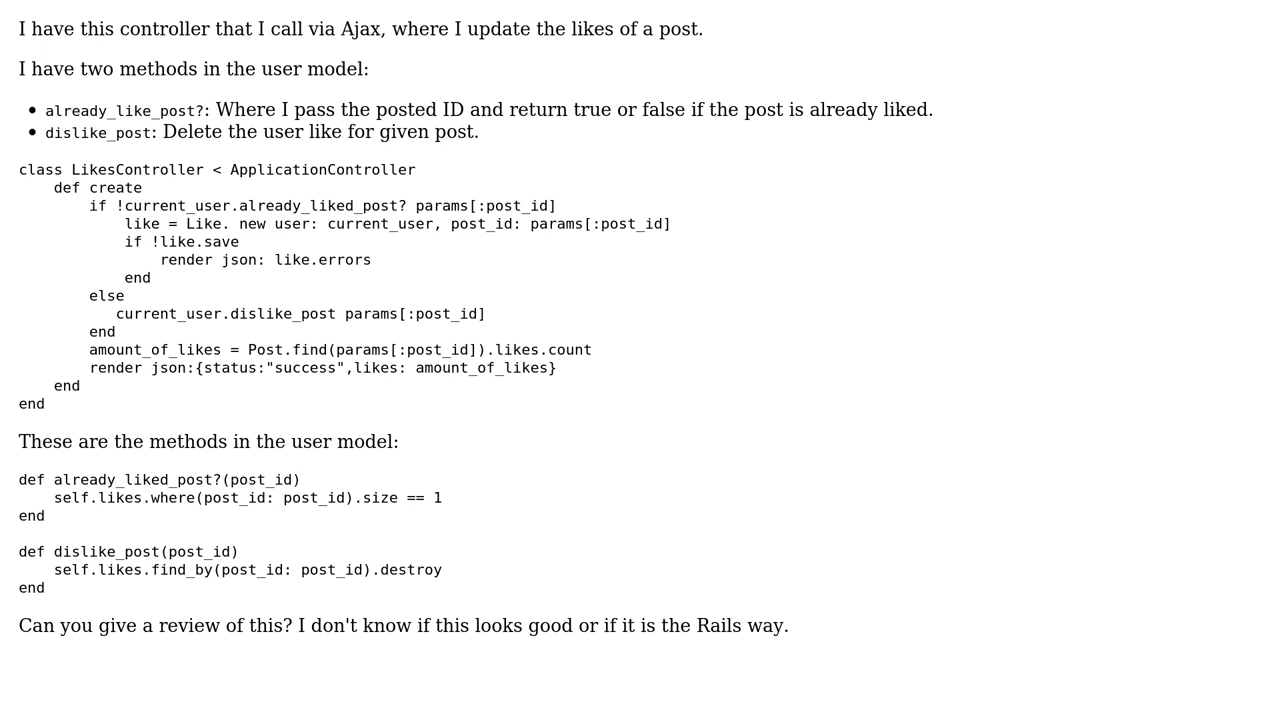 I have this controller that I call via Ajax, where I update the likes of a post.
I have two methods in the user model:
• already_like_post?: Where I pass the posted ID and return true or false if the post is already liked.
• dislike_post: Delete the user like for given post.
class LikesController < ApplicationController
    def create
        if !current_user.already_liked_post? params[:post_id]
            like = Like. new user: current_user, post_id: params[:post_id]
            if !like.save
                render json: like.errors
            end
        else
           current_user.dislike_post params[:post_id]
        end
        amount_of_likes = Post.find(params[:post_id]).likes.count
        render json:{status:"success",likes: amount_of_likes}
    end
end
These are the methods in the user model:
def already_liked_post?(post_id)
    self.likes.where(post_id: post_id).size == 1
end
def dislike_post(post_id)
    self.likes.find_by(post_id: post_id).destroy
end
Can you give a review of this? I don't know if this looks good or if it is the Rails way.